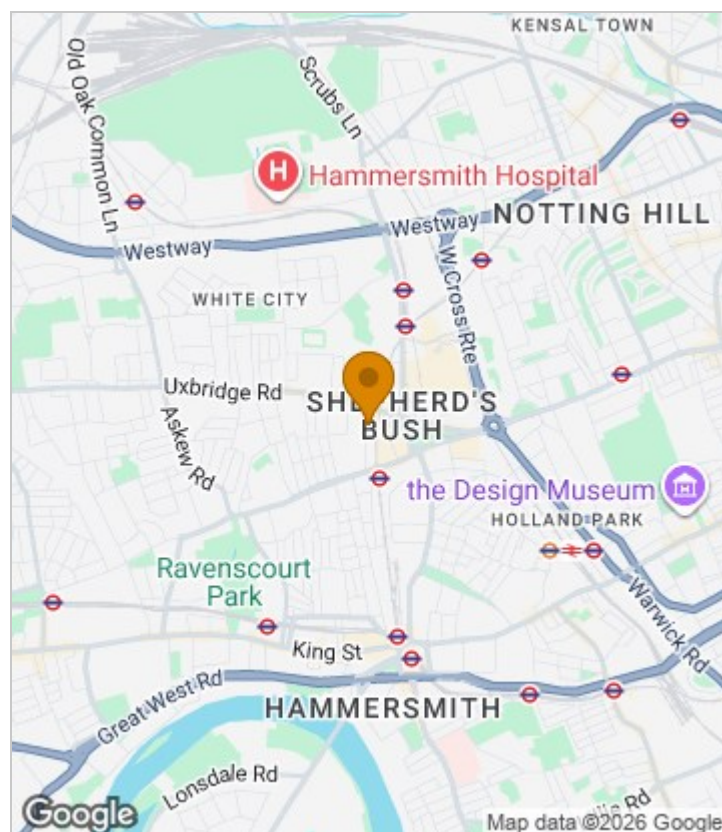 KENSAL TOWN
Old Oak Common Ln
Scrubs Ln
H
Hammersmith Hospital
NOTTING HILL
Westway
Westway
W Cross Rte
WHITE CITY
Uxbridge Rd
SHEPHERD'S
BUSH
Askew Rd
the Design Museum
HOLLAND PARK
Ravenscourt
Park
Warwick Rd
King St
Great West Rd
HAMMERSMITH
Lonsdale Rd
Rd
Google
Map data ©2026 Google